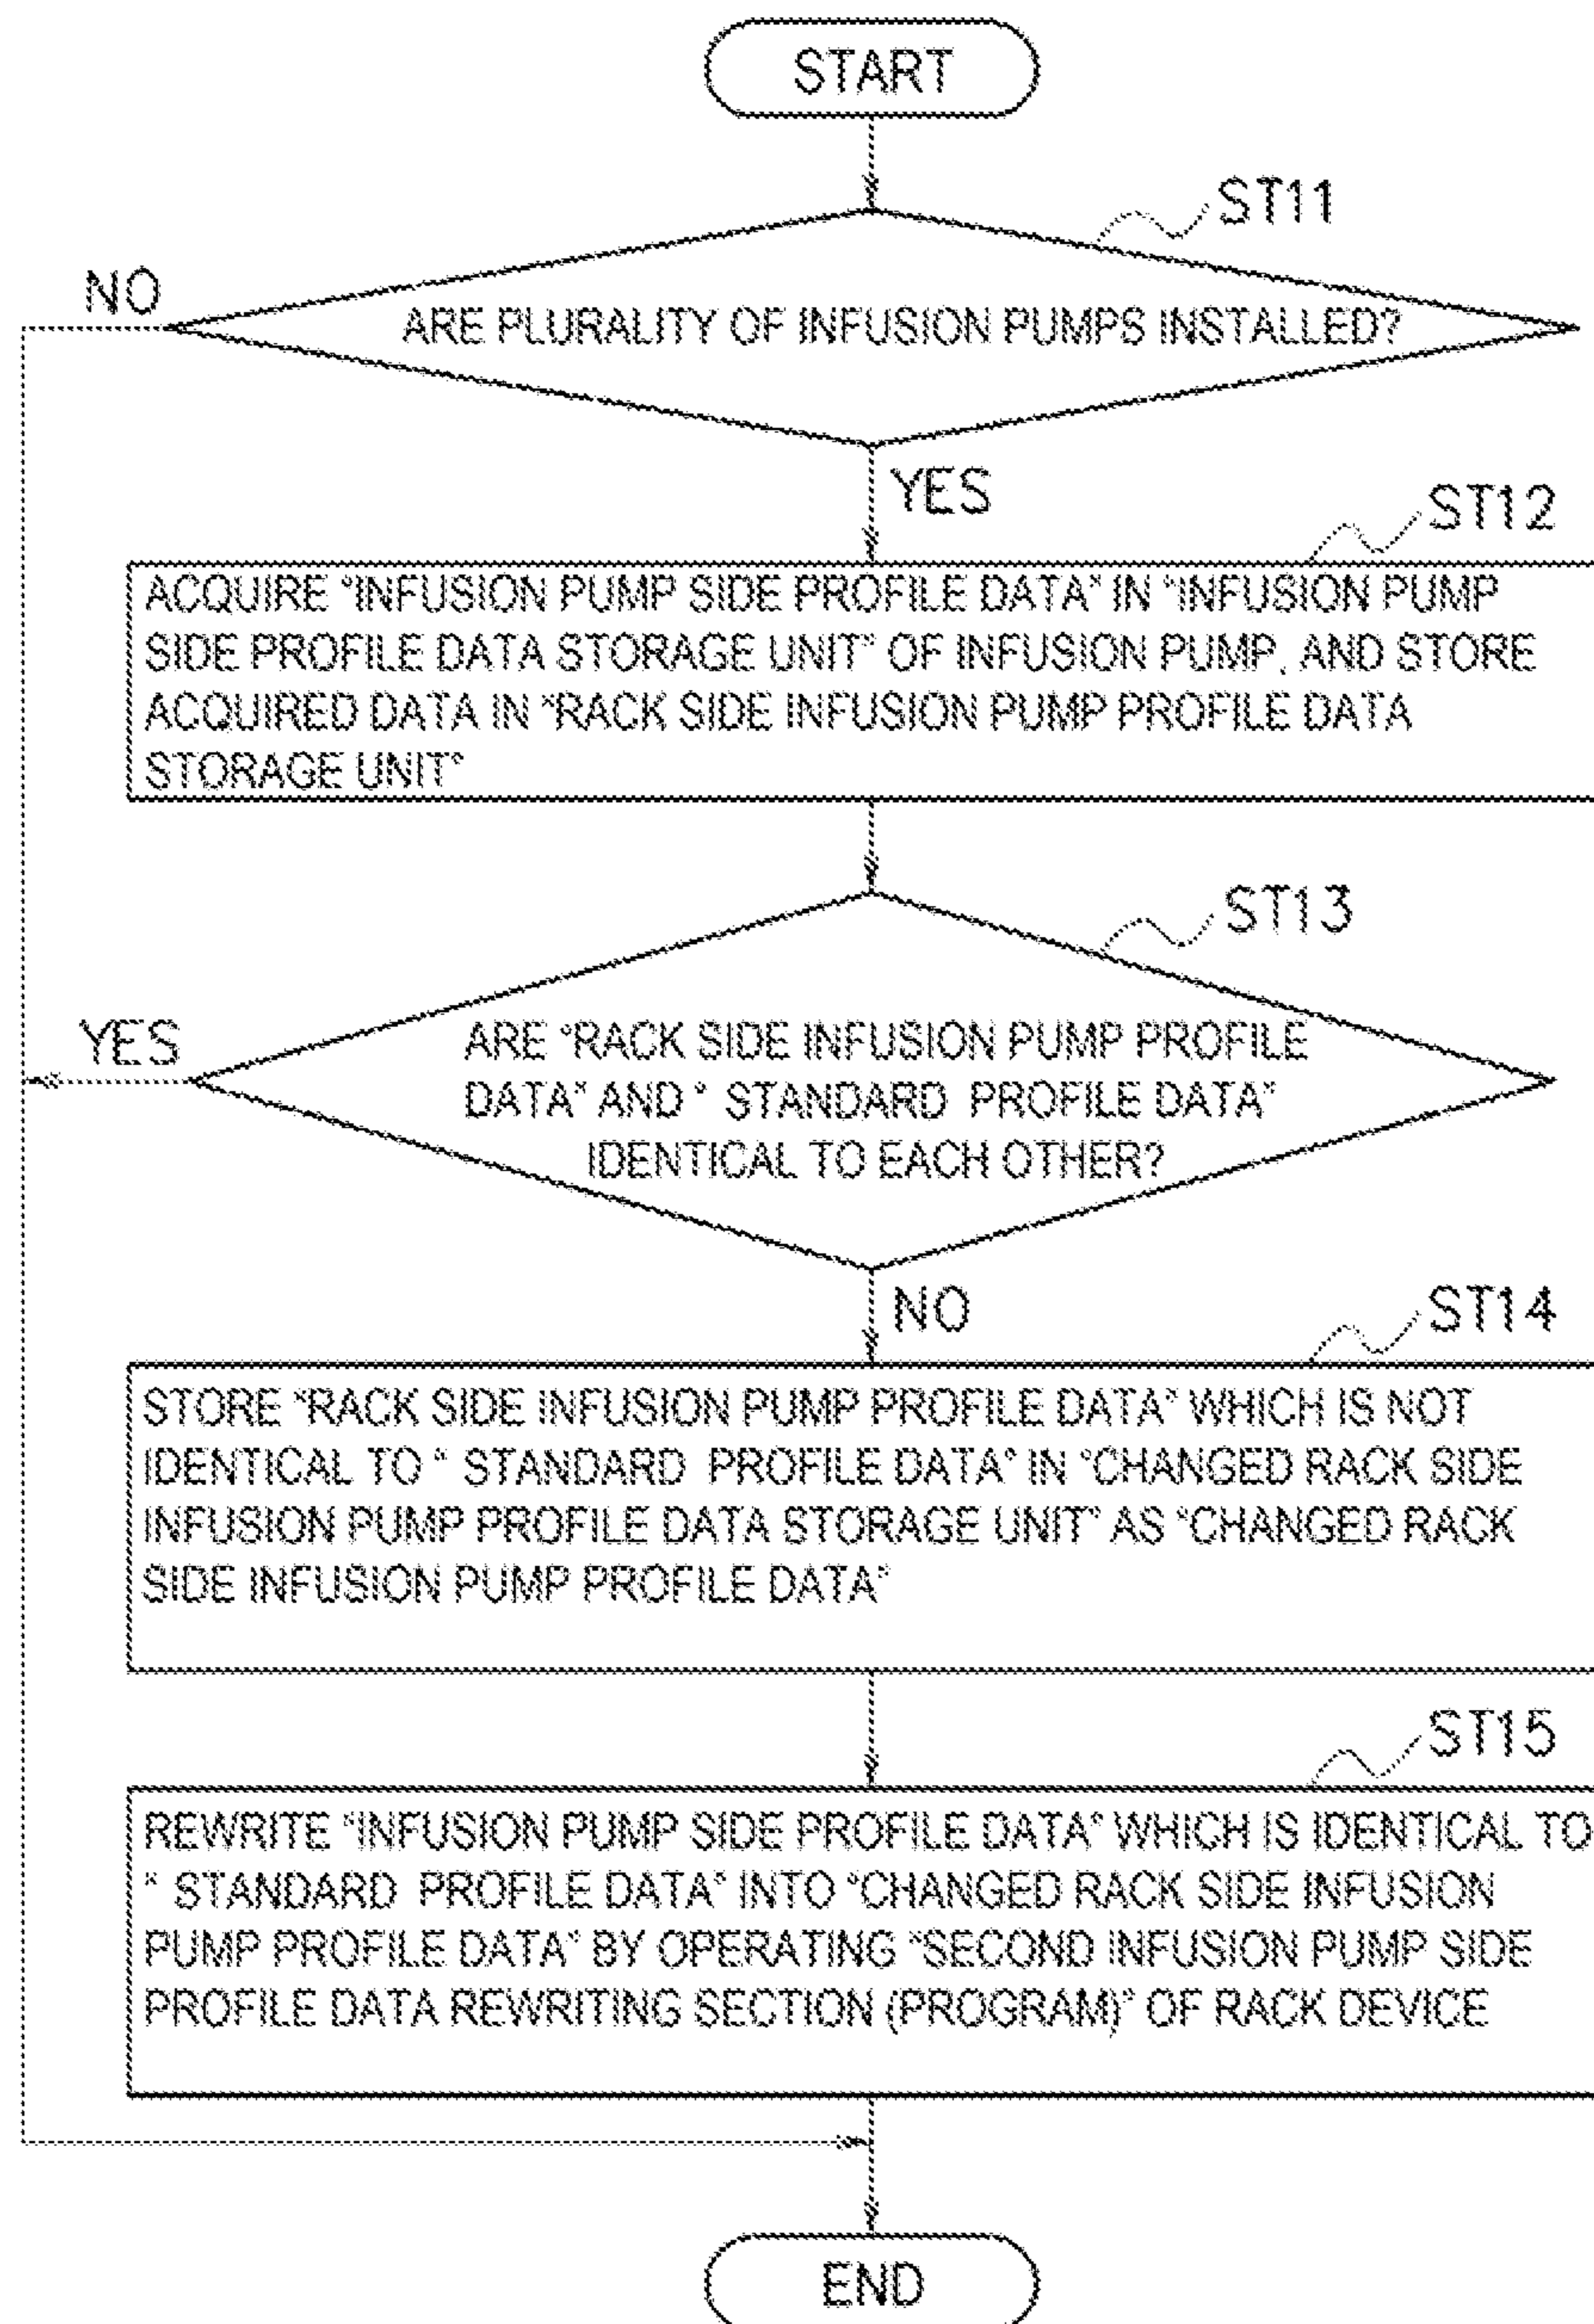 START
ST11
NO
ARE PLURALITY OF INFUSION PUMPS INSTALLED?
YES
ST12
ACQUIRE "INFUSION PUMP SIDE PROFILE DATA" IN "INFUSION PUMP
SIDE PROFILE DATA STORAGE UNIT" OF INFUSION PUMP, AND STORE
ACQUIRED DATA IN "RACK SIDE INFUSION PUMP PROFILE DATA
STORAGE UNIT"
ST13
YES
ARE "RACK SIDE INFUSION PUMP PROFILE
DATA" AND " STANDARD PROFILE DATA"
IDENTICAL TO EACH OTHER?
NO
ST14
STORE "RACK SIDE INFUSION PUMP PROFILE DATA" WHICH IS NOT
IDENTICAL TO " STANDARD PROFILE DATA" IN "CHANGED RACK SIDE
INFUSION PUMP PROFILE DATA STORAGE UNIT" AS "CHANGED RACK
SIDE INFUSION PUMP PROFILE DATA"
ST15
REWRITE "INFUSION PUMP SIDE PROFILE DATA" WHICH IS IDENTICAL TO
" STANDARD PROFILE DATA" INTO "CHANGED RACK SIDE INFUSION
PUMP PROFILE DATA" BY OPERATING "SECOND INFUSION PUMP SIDE
PROFILE DATA REWRITING SECTION (PROGRAM)" OF RACK DEVICE
END